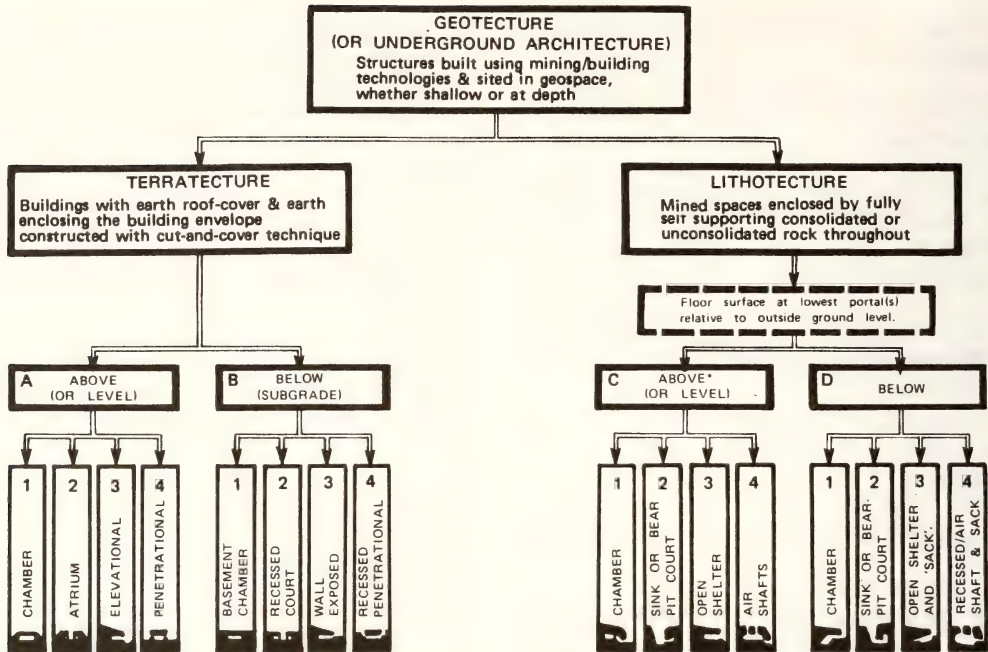 GEOTECTURE
(OR UNDERGROUND ARCHITECTURE)
Structures built using mining/building
technologies & sited in geospace,
whether shallow or at depth
TERRATECTURE
Buildings with earth roof-cover & earth
enclosing the building envelope
constructed with cut-and-cover technique
LITHOTECTURE
Mined spaces enclosed by fully
self supporting consolidated or
unconsolidated rock throughout
Floor surface at lowest portal(s)
relative to outside ground level.
A
ABOVE
(OR LEVEL)
B
BELOW
(SUBGRADE)
C
ABOVE*
(OR LEVEL)
D
BELOW
1
CHAMBER
2
ATRIUM
3
ELEVATIONAL
4
PENETRATIONAL
1
BASEMENT
CHAMBER
2
RECESSED
COURT
3
WALL
EXPOSED
4
RECESSED
PENETRATIONAL
1
CHAMBER
2
SINK OR BEAR
PIT COURT
3
OPEN
SHELTER
4
AIR
SHAFTS
1
CHAMBER
2
SINK OR BEAR-
PIT COURT
3
OPEN SHELTER
AND 'SACK'.
4
RECESSED/AIR
SHAFT & SACK